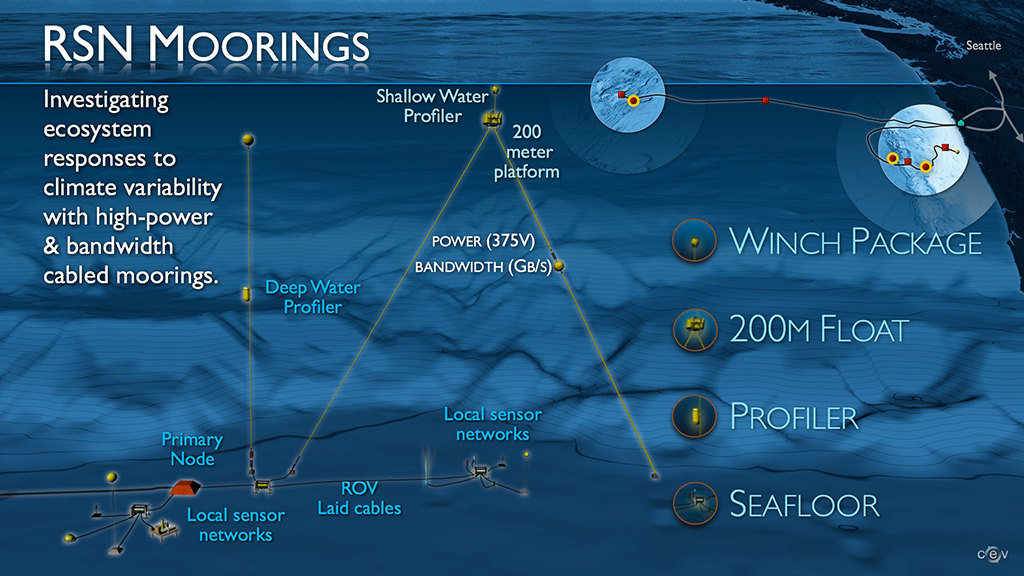 RSN MOORINGS
Investigating
ecosystem
responses to
climate variability
with high-power
& bandwidth
cabled moorings.
Seattle
Shallow Water
Profiler
200
meter
platform
POWER (375V)
BANDWIDTH (GB/S)
Deep Water
Profiler
WINCH PACKAGE
200M FLOAT
PROFILER
SEAFLOOR
Local sensor
networks
Primary
Node
ROV
Laid cables
Local sensor
networks
cev